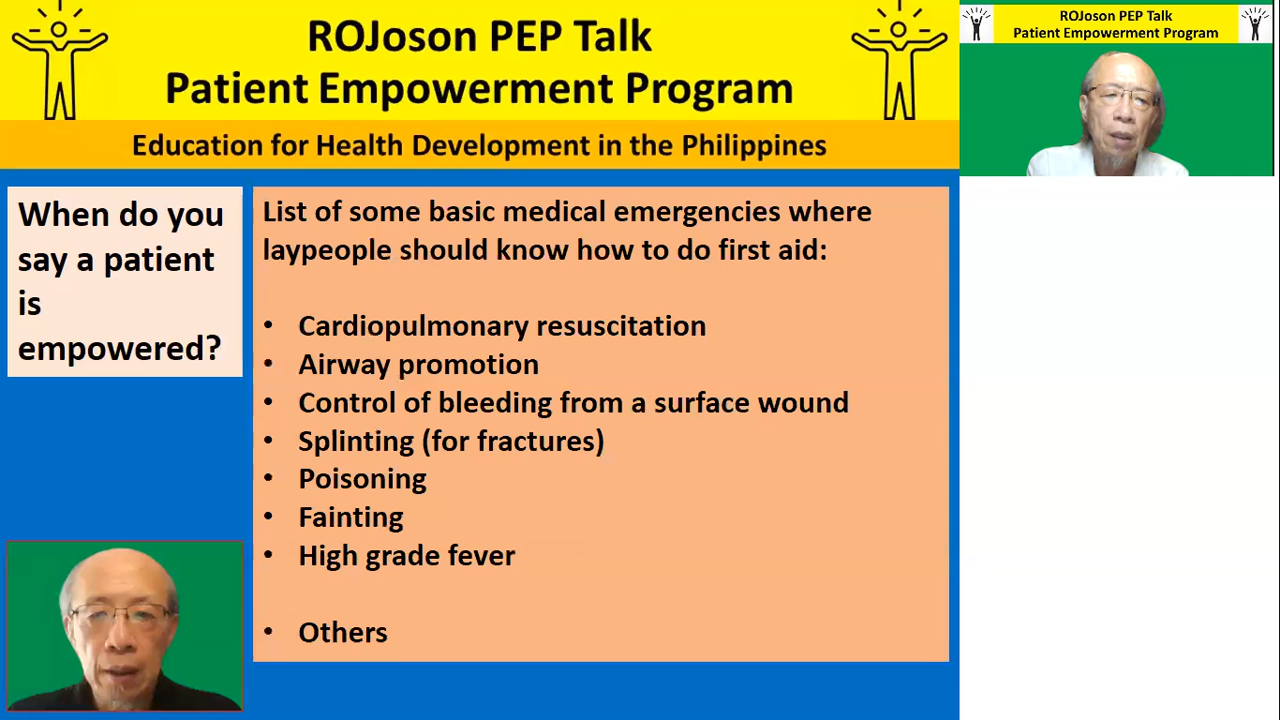 ROJoson PEP Talk
Patient Empowerment Program
Education for Health Development in the Philippines
When do you
say a patient
is
empowered?
List of some basic medical emergencies where
laypeople should know how to do first aid:
• Cardiopulmonary resuscitation
• Airway promotion
• Control of bleeding from a surface wound
• Splinting (for fractures)
• Poisoning
• Fainting
• High grade fever
• Others
ROJoson PEP Talk
Patient Empowerment Program